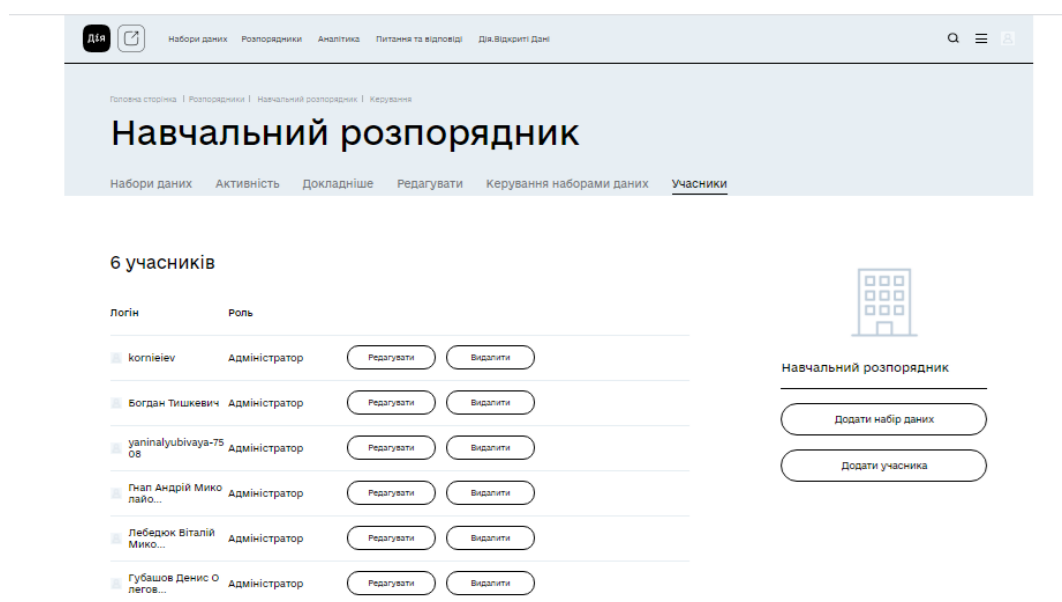 Дія
Набори даних Розпорядники Аналітика Питання та відповіді Дія.Відкриті Дані
Головна сторінка | Розпорядники | Навчальний розпорядник | Керування
Навчальний розпорядник
Набори даних Активність Докладніше Редагувати Керування наборами даних Учасники
6 учасників
Логін Роль
kornieiev Адміністратор Редагувати Видалити
Богдан Тишкевич Адміністратор Редагувати Видалити
yaninalyubivaya-75
08 Адміністратор Редагувати Видалити
Гнап Андрій Мико
лайо... Адміністратор Редагувати Видалити
Лебедюк Віталій
Мико... Адміністратор Редагувати Видалити
Губашов Денис О
легов... Адміністратор Редагувати Видалити
Навчальний розпорядник
Додати набір даних
Додати учасника